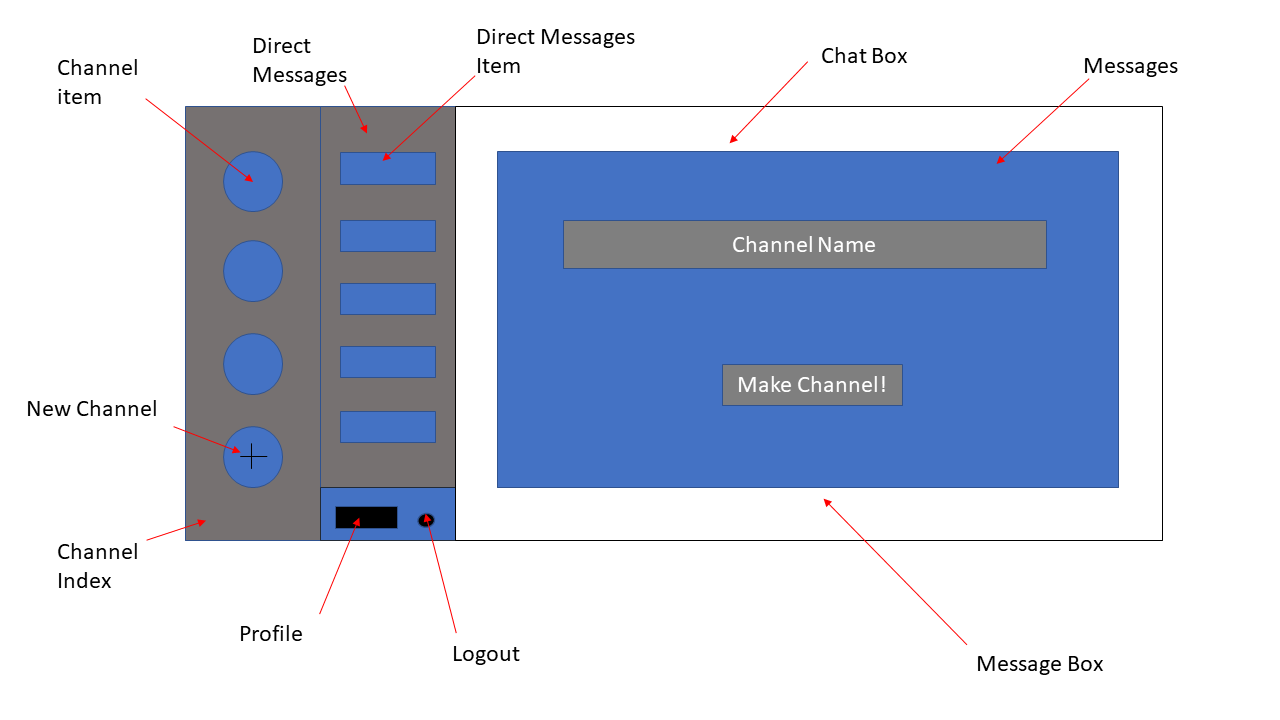 Direct Messages
Item
Direct
Messages
Chat Box
Messages
Channel
item
Channel Name
Make Channel!
New Channel
Channel
Index
Profile
Logout
Message Box